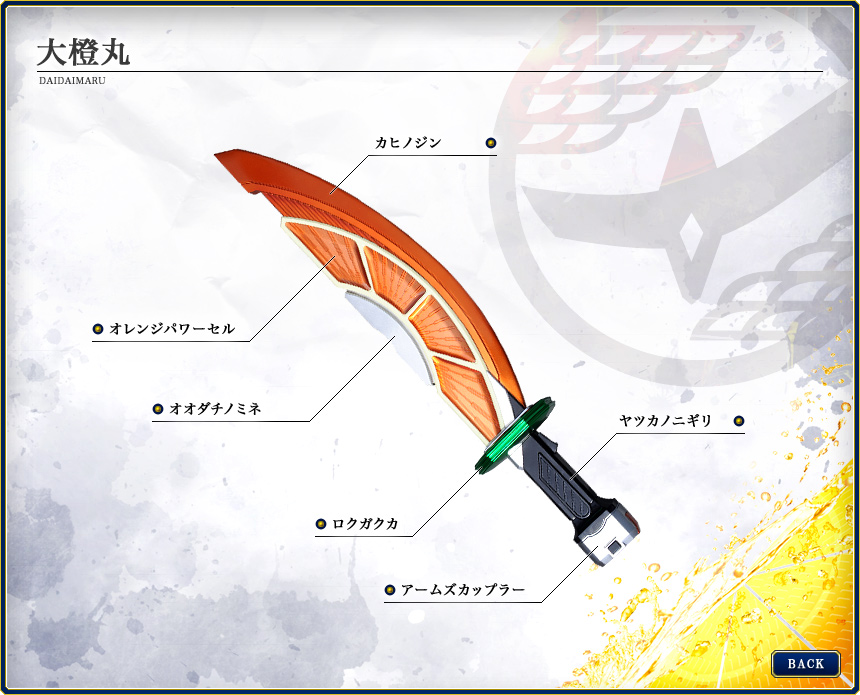 大橙丸
DAIDAIMARU
カヒノジン
オレンジパワーセル
オオダチノミネ
ヤツカノニギリ
ロクガクカ
アームズカップラー
BACK